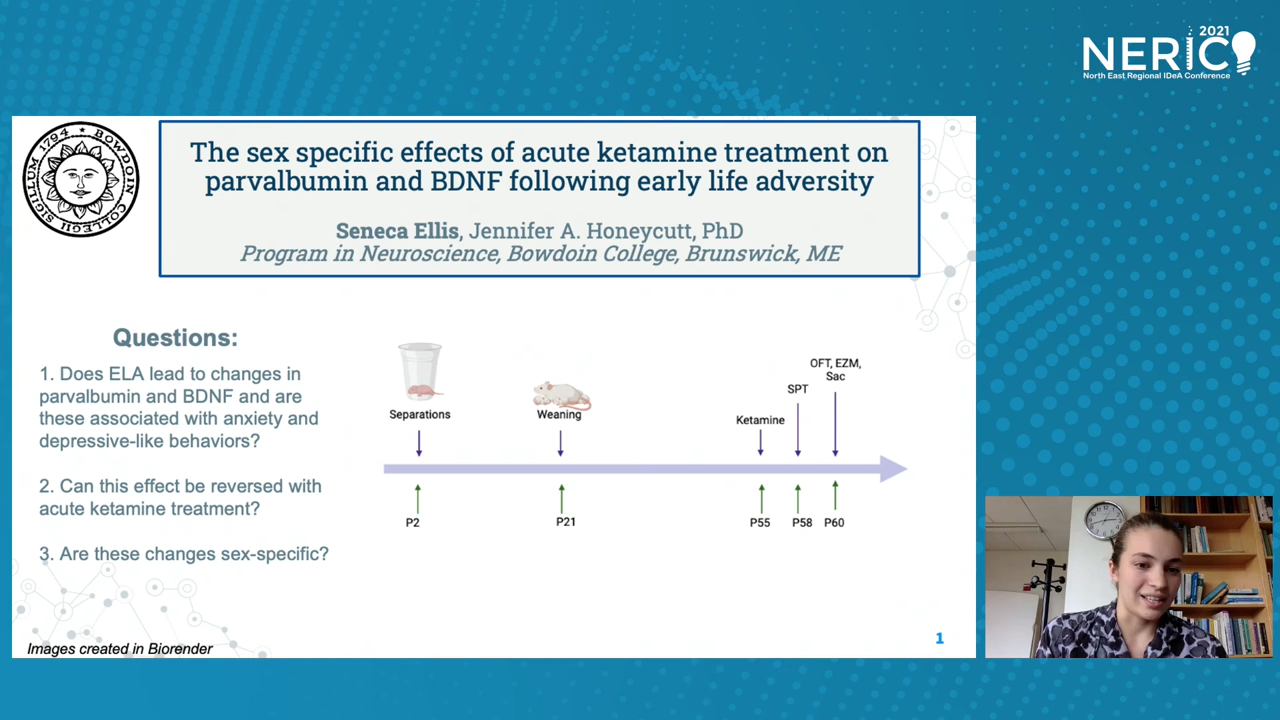 2021
NERIC
North East Regional IDeA Conference
SIGILLUM 1794 BOWDOIN COLLEGII
The sex specific effects of acute ketamine treatment on
parvalbumin and BDNF following early life adversity
Seneca Ellis, Jennifer A. Honeycutt, PhD
Program in Neuroscience, Bowdoin College, Brunswick, ME
Questions:
1. Does ELA lead to changes in
parvalbumin and BDNF and are
these associated with anxiety and
depressive-like behaviors?
2. Can this effect be reversed with
acute ketamine treatment?
3. Are these changes sex-specific?
Separations
Weaning
Ketamine
SPT
OFT, EZM,
Sac
P2
P21
P55
P58
P60
Images created in Biorender
1